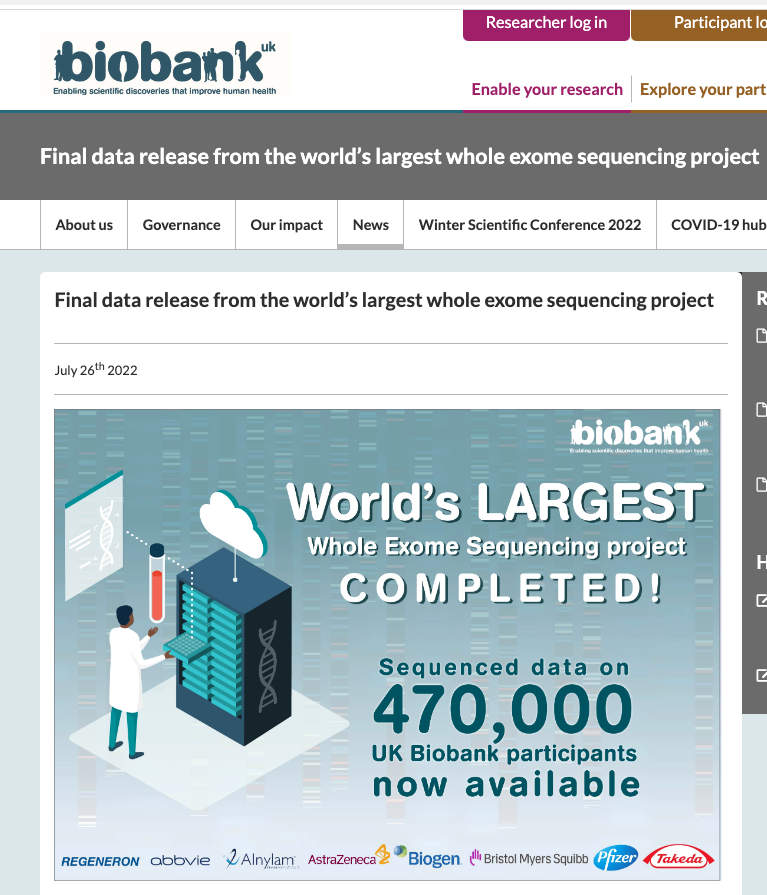 Researcher log in
Participant lo
biobank uk
Enabling scientific discoveries that improve human health
Enable your research
Explore your part
Final data release from the world's largest whole exome sequencing project
About us
Governance
Our impact
News
Winter Scientific Conference 2022
COVID-19 hub
Final data release from the world's largest whole exome sequencing project
July 26th 2022
biobank uk
Enabling scientific discoveries that improve human health
World's LARGEST
Whole Exome Sequencing project
COMPLETED!
Sequenced data on
470,000
UK Biobank participants
now available
REGENERON
abbvie
Alnylam
AstraZeneca
Biogen
Bristol Myers Squibb
Pfizer
Takeda
R
H